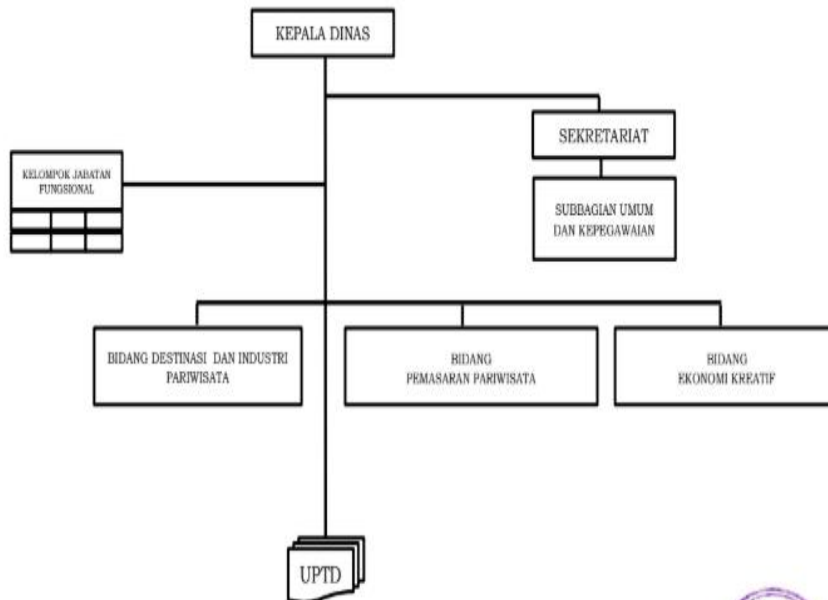 KEPALA DINAS
SEKRETARIAT
KELOMPOK JABATAN
FUNGSIONAL
SUBBAGIAN UMUM
DAN KEPEGAWAIAN
BIDANG DESTINASI DAN INDUSTRI
PARIWISATA
BIDANG
PEMASARAN PARIWISATA
BIDANG
EKONOMI KREATIF
UPTD